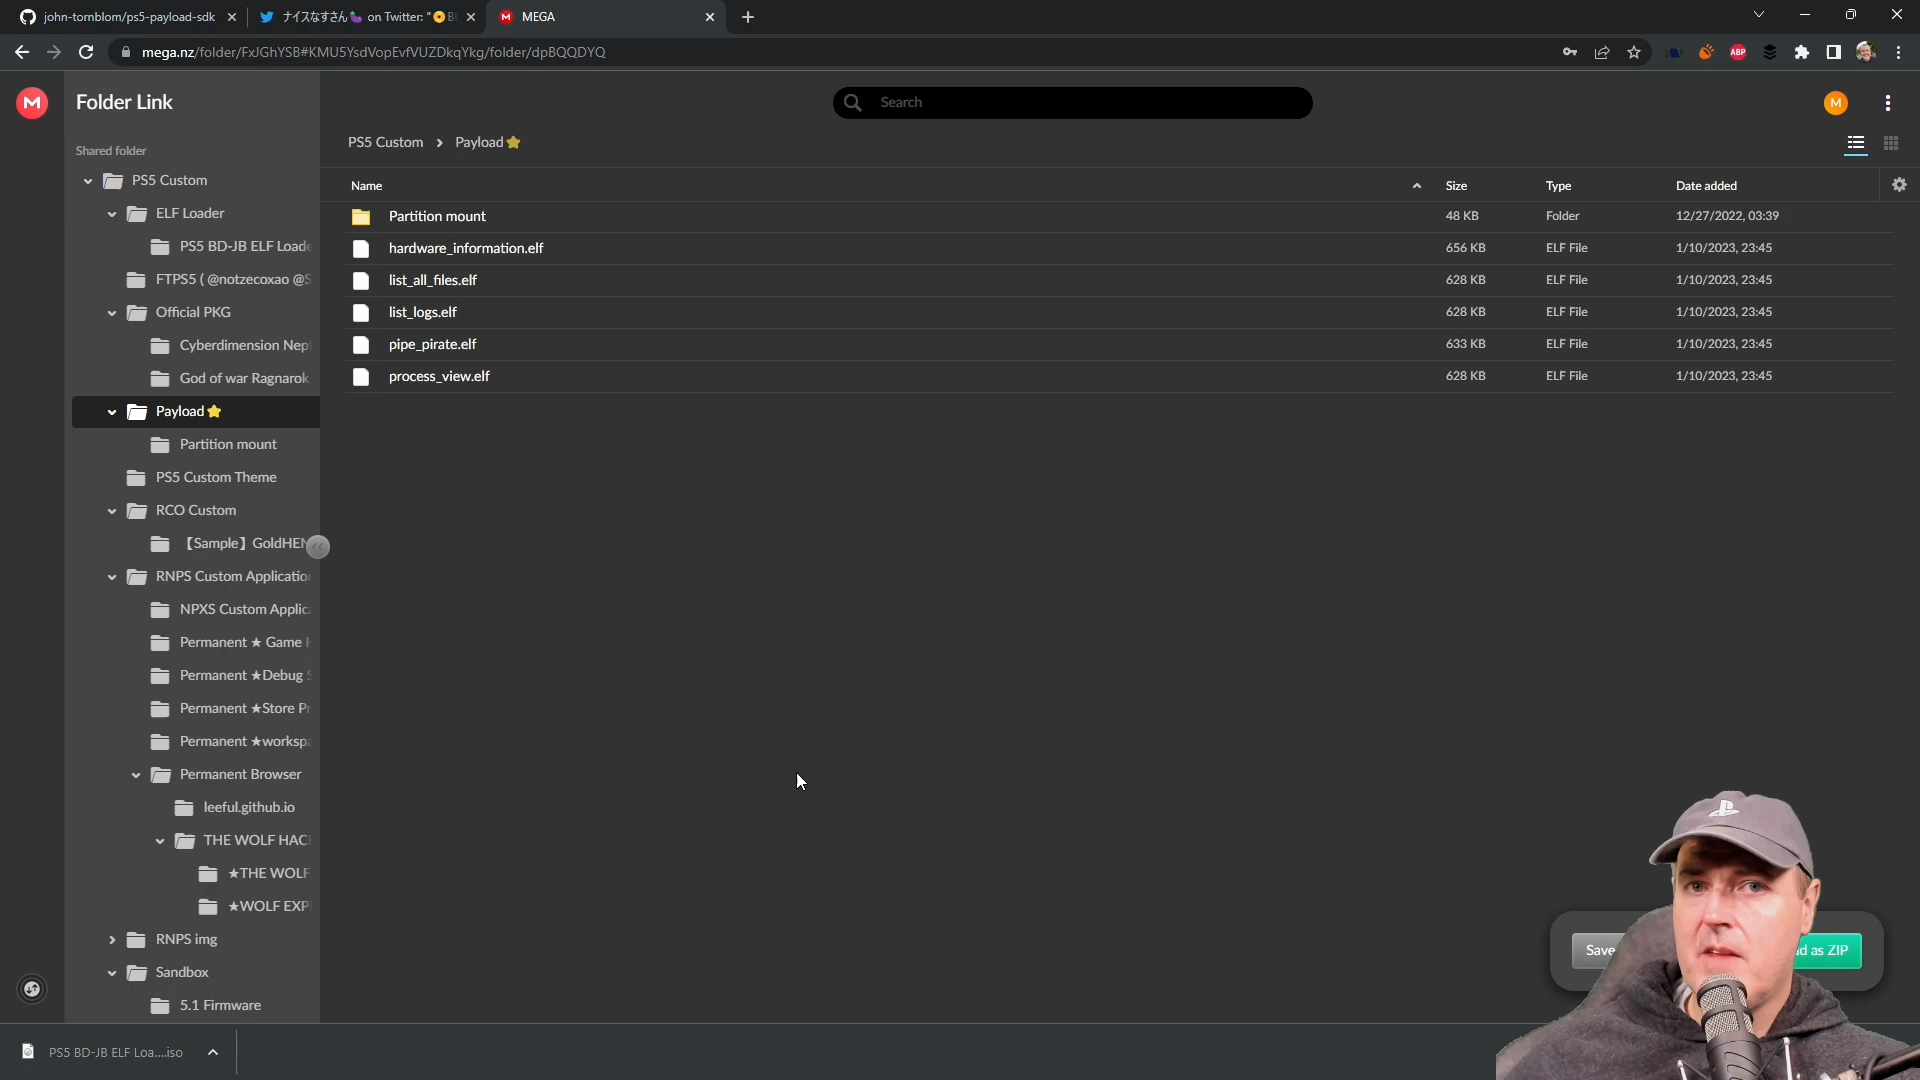 john-tornblom/ps5-payload-sdk
ナイスなすさん🍆 on Twitter: "
MEGA
mega.nz/folder/FxJGhYSB#KMU5YsdVopEvfVUZDkqYkg/folder/dpBQQDYQ
ABP
M
Folder Link
Search
M
Shared folder
PS5 Custom
ELF Loader
PS5 BD-JB ELF Loade
FTPS5 ( @notzecoxao @S
Official PKG
Cyberdimension Nept
God of war Ragnarok
Payload⭐
Partition mount
PS5 Custom Theme
RCO Custom
【Sample】GoldHEN
RNPS Custom Application
NPXS Custom Applica
Permanent ★ Game H
Permanent ★Debug S
Permanent ★Store Pr
Permanent ★workspa
Permanent Browser
leeful.github.io
THE WOLF HAC
★THE WOLF
★WOLF EXP
RNPS img
Sandbox
5.1 Firmware
PS5 Custom > Payload⭐
Name Size Type Date added
Partition mount 48 KB Folder 12/27/2022, 03:39
hardware_information.elf 656 KB ELF File 1/10/2023, 23:45
list_all_files.elf 628 KB ELF File 1/10/2023, 23:45
list_logs.elf 628 KB ELF File 1/10/2023, 23:45
pipe_pirate.elf 633 KB ELF File 1/10/2023, 23:45
process_view.elf 628 KB ELF File 1/10/2023, 23:45
Save
d as ZIP
PS5 BD-JB ELF Loa....iso